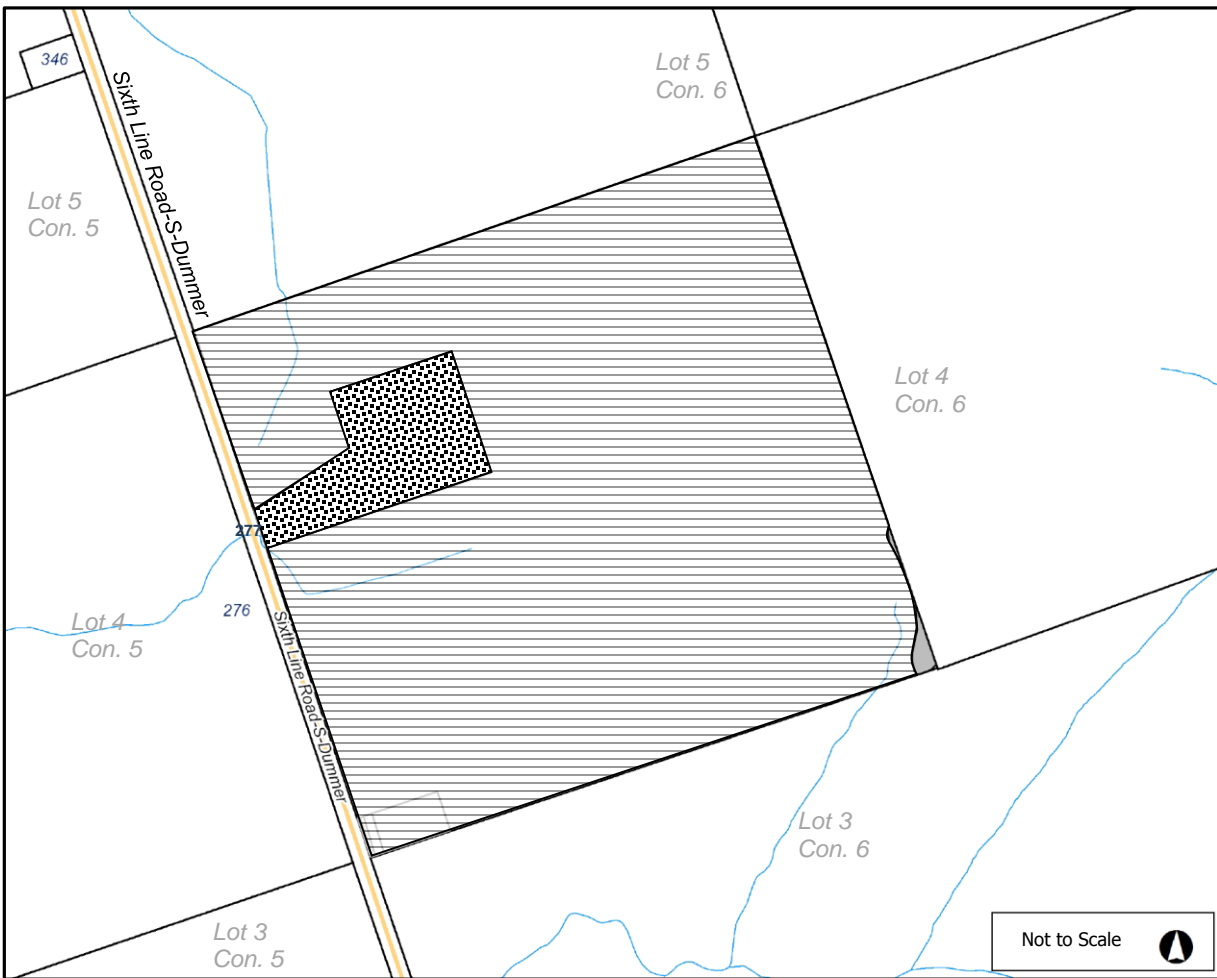 346
Lot 5
Con. 6
Sixth Line Road-S-Dummer
Lot 5
Con. 5
Lot 4
Con. 6
277
276
Lot 4
Con. 5
Sixth Line Road-S-Dummer
Lot 3
Con. 6
Lot 3
Con. 5
Not to Scale